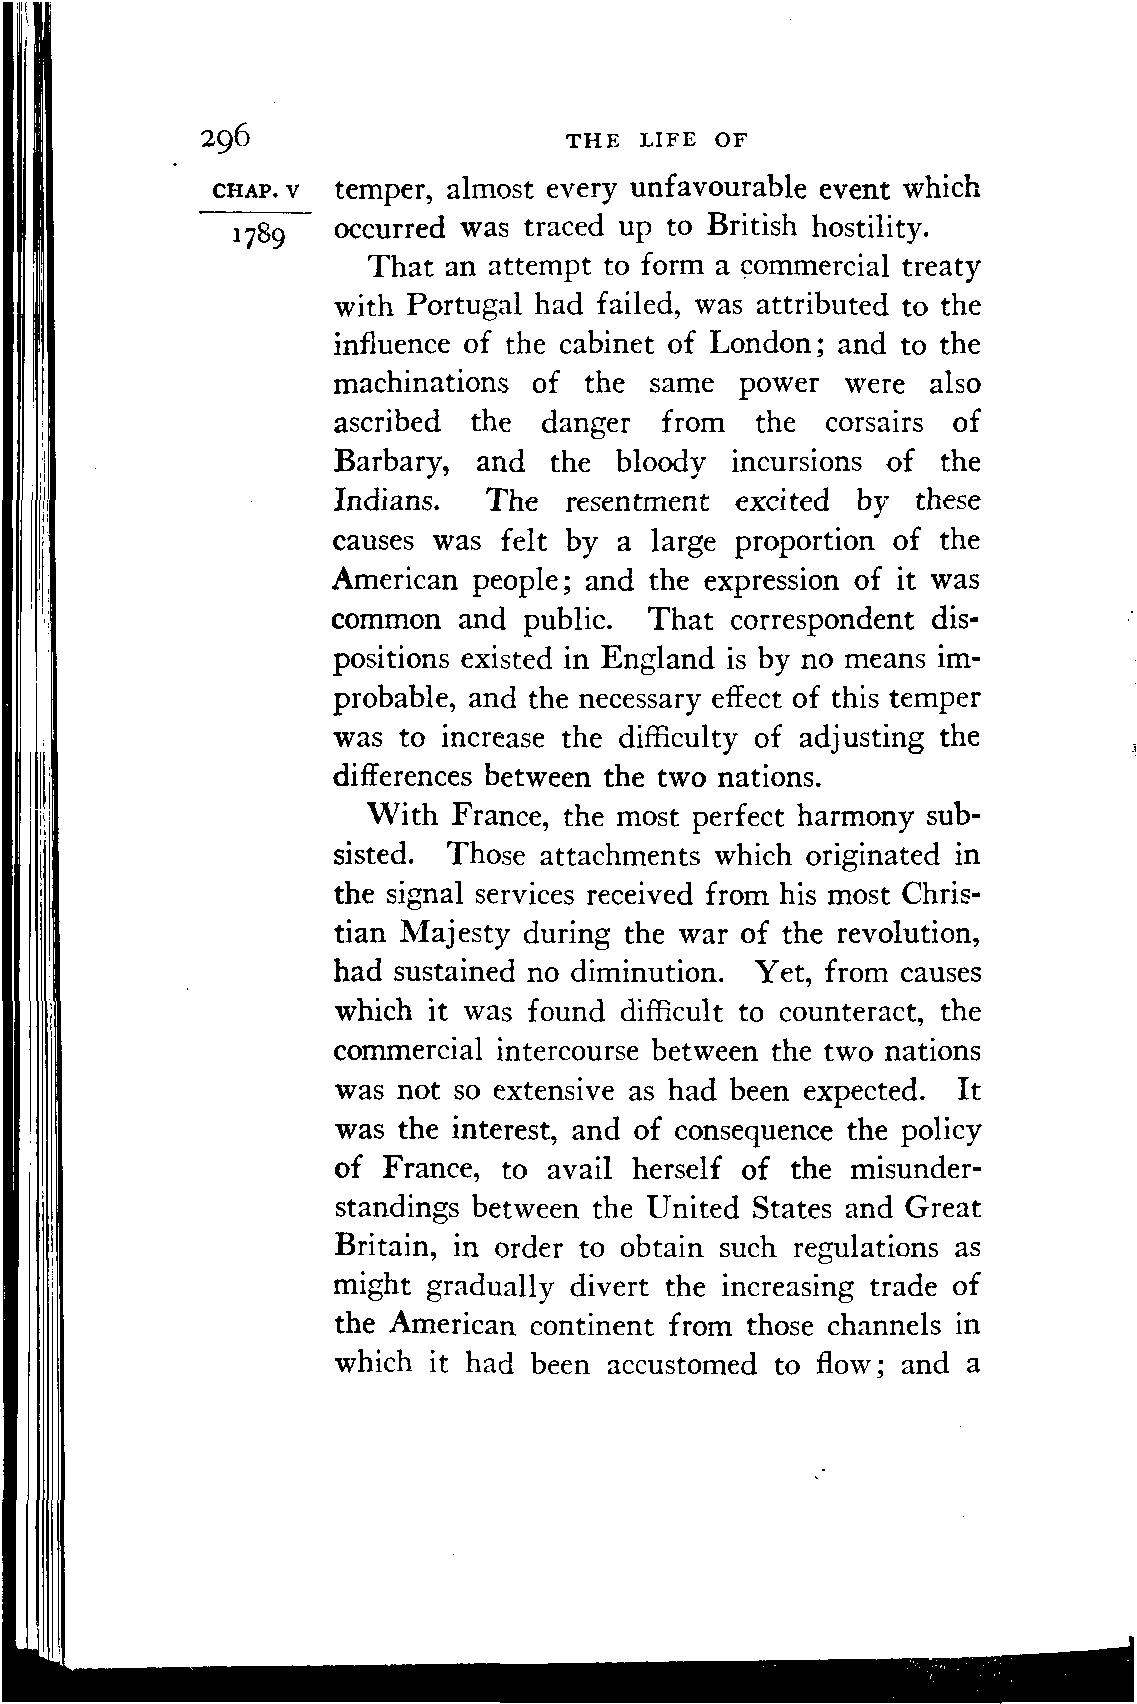 296 THE LIFE OF
CHAP. V
1789
temper, almost every unfavourable event which
occurred was traced up to British hostility.
That an attempt to form a commercial treaty
with Portugal had failed, was attributed to the
influence of the cabinet of London; and to the
machinations of the same power were also
ascribed the danger from the corsairs of
Barbary, and the bloody incursions of the
Indians. The resentment excited by these
causes was felt by a large proportion of the
American people; and the expression of it was
common and public. That correspondent dis-
positions existed in England is by no means im-
probable, and the necessary effect of this temper
was to increase the difficulty of adjusting the
differences between the two nations.
With France, the most perfect harmony sub-
sisted. Those attachments which originated in
the signal services received from his most Chris-
tian Majesty during the war of the revolution,
had sustained no diminution. Yet, from causes
which it was found difficult to counteract, the
commercial intercourse between the two nations
was not so extensive as had been expected. It
was the interest, and of consequence the policy
of France, to avail herself of the misunder-
standings between the United States and Great
Britain, in order to obtain such regulations as
might gradually divert the increasing trade of
the American continent from those channels in
which it had been accustomed to flow; and a